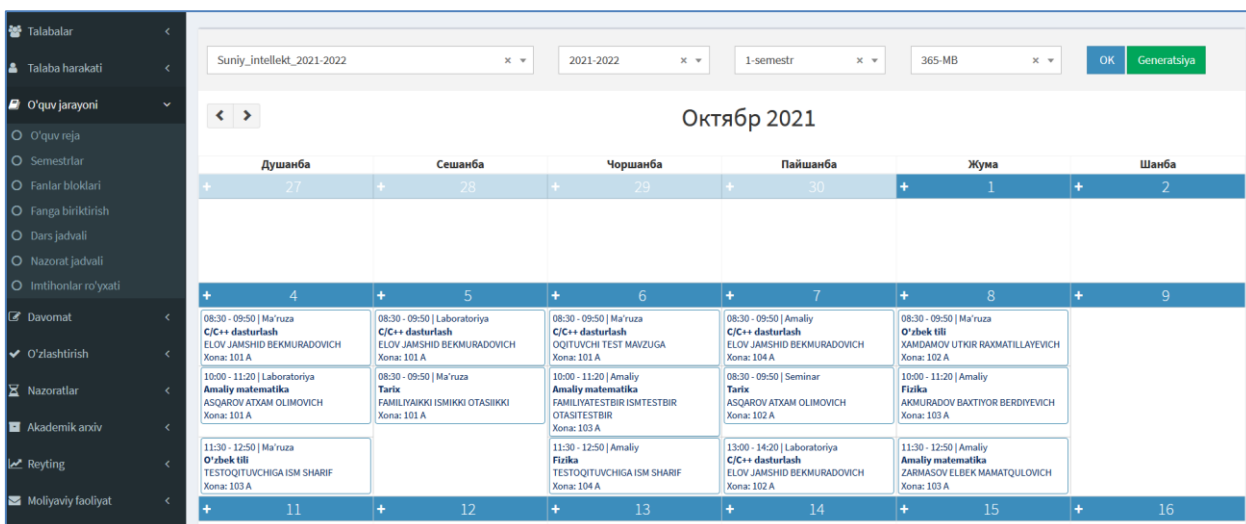 Talabalar
Talaba harakati
O'quv jarayoni
O'quv reja
Semestrlar
Fanlar bloklari
Fanga biriktirish
Dars jadvali
Nazorat jadvali
Imtihonlar ro'yxati
Davomat
O'zlashtirish
Nazoratlar
Akademik arxiv
Reyting
Moliyaviy faoliyat
Suniy_intellekt_2021-2022 × 2021-2022 × 1-semestr × 365-MB × OK Generatsiya
Октябр 2021
Душанба Сешанба Чоршанба Пайшанба Жума Шанба
+ 27 + 28 + 29 + 30 + 1 + 2
+ 4 + 5 + 6 + 7 + 8 + 9
08:30 - 09:50 | Ma'ruza
C/C++ dasturlash
ELOV JAMSHID BEKMURADOVICH
Xona: 101 A
10:00 - 11:20 | Laboratoriya
Amaliy matematika
ASQAROV ATXAM OLIMOVICH
Xona: 101 A
11:30 - 12:50 | Ma'ruza
O'zbek tili
TESTOQITUVCHIGA ISM SHARIF
Xona: 103 A
08:30 - 09:50 | Laboratoriya
C/C++ dasturlash
ELOV JAMSHID BEKMURADOVICH
Xona: 101 A
08:30 - 09:50 | Ma'ruza
Tarix
FAMILIYAIKKI ISMIKKI OTASIIKKI
Xona: 101 A
08:30 - 09:50 | Ma'ruza
C/C++ dasturlash
OQITUVCHI TEST MAVZUGA
Xona: 101 A
10:00 - 11:20 | Amaliy
Amaliy matematika
FAMILIYATESTBIR ISMTESTBIR
OTASITESTBIR
Xona: 103 A
11:30 - 12:50 | Amaliy
Fizika
TESTOQITUVCHIGA ISM SHARIF
Xona: 104 A
08:30 - 09:50 | Amaliy
C/C++ dasturlash
ELOV JAMSHID BEKMURADOVICH
Xona: 104 A
08:30 - 09:50 | Seminar
Tarix
ASQAROV ATXAM OLIMOVICH
Xona: 102 A
13:00 - 14:20 | Laboratoriya
C/C++ dasturlash
ELOV JAMSHID BEKMURADOVICH
Xona: 102 A
08:30 - 09:50 | Ma'ruza
O'zbek tili
XAMDAMOV UTKIR RAXMATILLAYEVICH
Xona: 102 A
10:00 - 11:20 | Amaliy
Fizika
AKMURADOV BAXTIYOR BERDIYEVICH
Xona: 103 A
11:30 - 12:50 | Amaliy
Amaliy matematika
ZARMASOV ELBEK MAMATQULOVICH
Xona: 103 A
+ 11 + 12 + 13 + 14 + 15 + 16